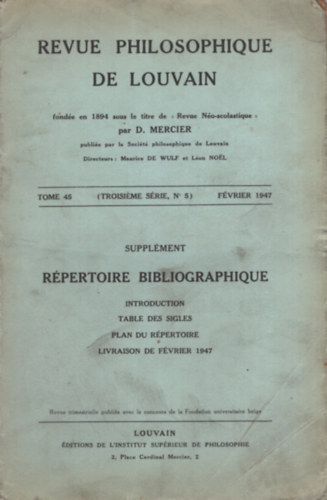 REVUE PHILOSOPHIQUE
DE LOUVAIN
fondée en 1894 sous le titre de « Revue Néo-scolastique »
par D. MERCIER
publiée par la Société philosophique de Louvain
Directeurs : Maurice DE WULF et Léon NOËL
TOME 45 (TROISIÈME SÉRIE, N° 5) FÉVRIER 1947
SUPPLÉMENT
RÉPERTOIRE BIBLIOGRAPHIQUE
INTRODUCTION
TABLE DES SIGLES
PLAN DU RÉPERTOIRE
LIVRAISON DE FÉVRIER 1947
Revue trimestrielle publiée avec le concours de la Fondation universitaire belge
LOUVAIN
ÉDITIONS DE L'INSTITUT SUPÉRIEUR DE PHILOSOPHIE
2, Place Cardinal Mercier, 2